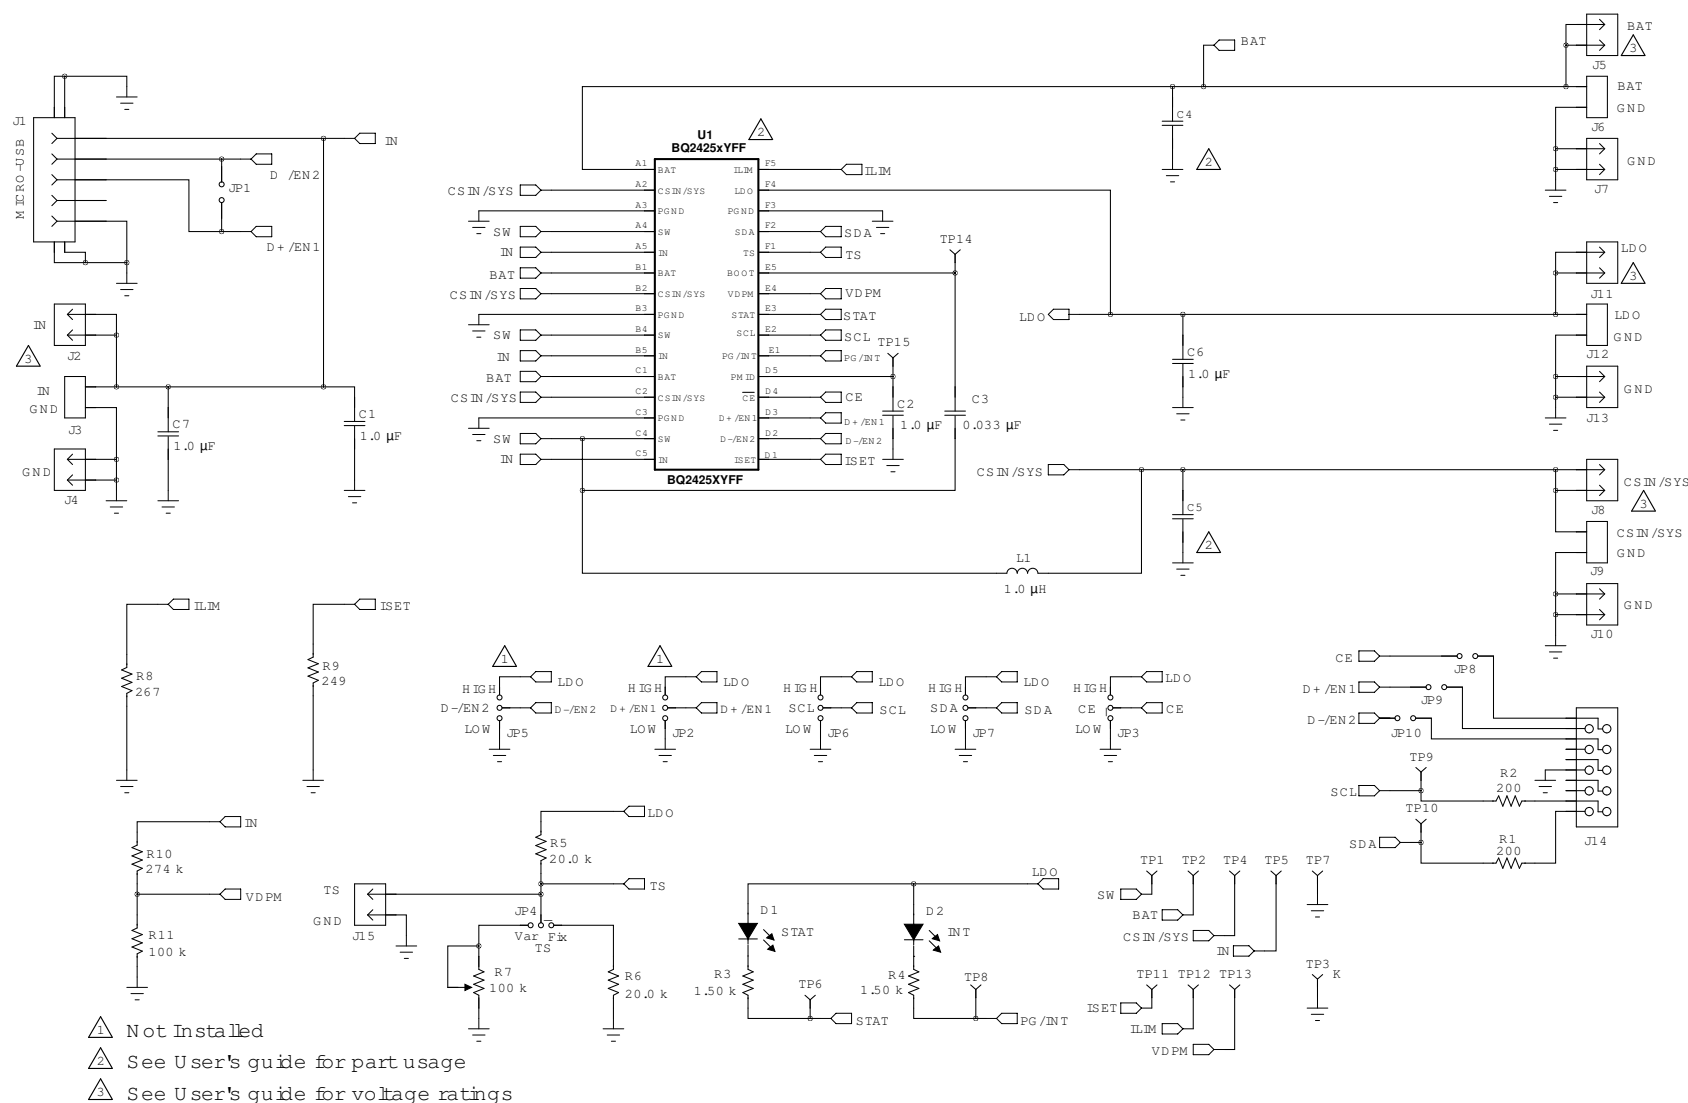 J1
MICRO-USB
IN
D /EN2
JP1
D+/EN1
IN
J2
3
IN
GND
J3
GND
J4
C7
1.0 µF
C1
1.0 µF
U1
BQ2425xYFF
2
A1 BAT
A2 CSIN/SYS
A3 PGND
A4 SW
A5 IN
B1 BAT
B2 CSIN/SYS
B3 PGND
B4 SW
B5 IN
C1 BAT
C2 CSIN/SYS
C3 PGND
C4 SW
C5 IN
ILIM F5
LDO F4
PGND F3
SDA F2
TS F1
BOOT E5
VDPM E4
STAT E3
SCL E2
PG/INT E1
PMID D5
CE D4
D+/EN1 D3
D-/EN2 D2
ISET D1
BQ2425XYFF
CSIN/SYS
SW
IN
BAT
CSIN/SYS
SW
IN
BAT
CSIN/SYS
SW
IN
ILIM
SDA
TS
VDPM
STAT
SCL
PG/INT
CE
D+/EN1
D-/EN2
ISET
TP14
TP15
C2
1.0 µF
C3
0.033 µF
L1
1.0 µH
BAT
C4
2
BAT
3
J5
BAT
GND
J6
GND
J7
LDO
C6
1.0 µF
LDO
3
J11
LDO
GND
J12
GND
J13
CSIN/SYS
C5
2
CSIN/SYS
3
J8
CSIN/SYS
GND
J9
GND
J10
ILIM
R8
267
ISET
R9
249
1
HIGH
LDO
D-/EN2
D-/EN2
LOW
JP5
1
HIGH
LDO
D+/EN1
D+/EN1
LOW
JP2
HIGH
LDO
SCL
SCL
LOW
JP6
HIGH
LDO
SDA
SDA
LOW
JP7
HIGH
LDO
CE
CE
LOW
JP3
CE
JP8
D+/EN1
JP9
D-/EN2
JP10
TP9
SCL
R2
200
TP10
SDA
R1
200
J14
IN
R10
274 k
VDPM
R11
100 k
LDO
R5
20.0 k
TS
TS
GND
J15
JP4
Var Fix
TS
R7
100 k
R6
20.0 k
LDO
D1
STAT
R3
1.50 k
TP6
STAT
D2
INT
R4
1.50 k
TP8
PG/INT
TP1 TP2 TP4 TP5 TP7
SW
BAT
CSIN/SYS
IN
TP11 TP12 TP13
TP3 K
ISET
ILIM
VDPM
1 Not Installed
2 See User's guide for part usage
3 See User's guide for voltage ratings